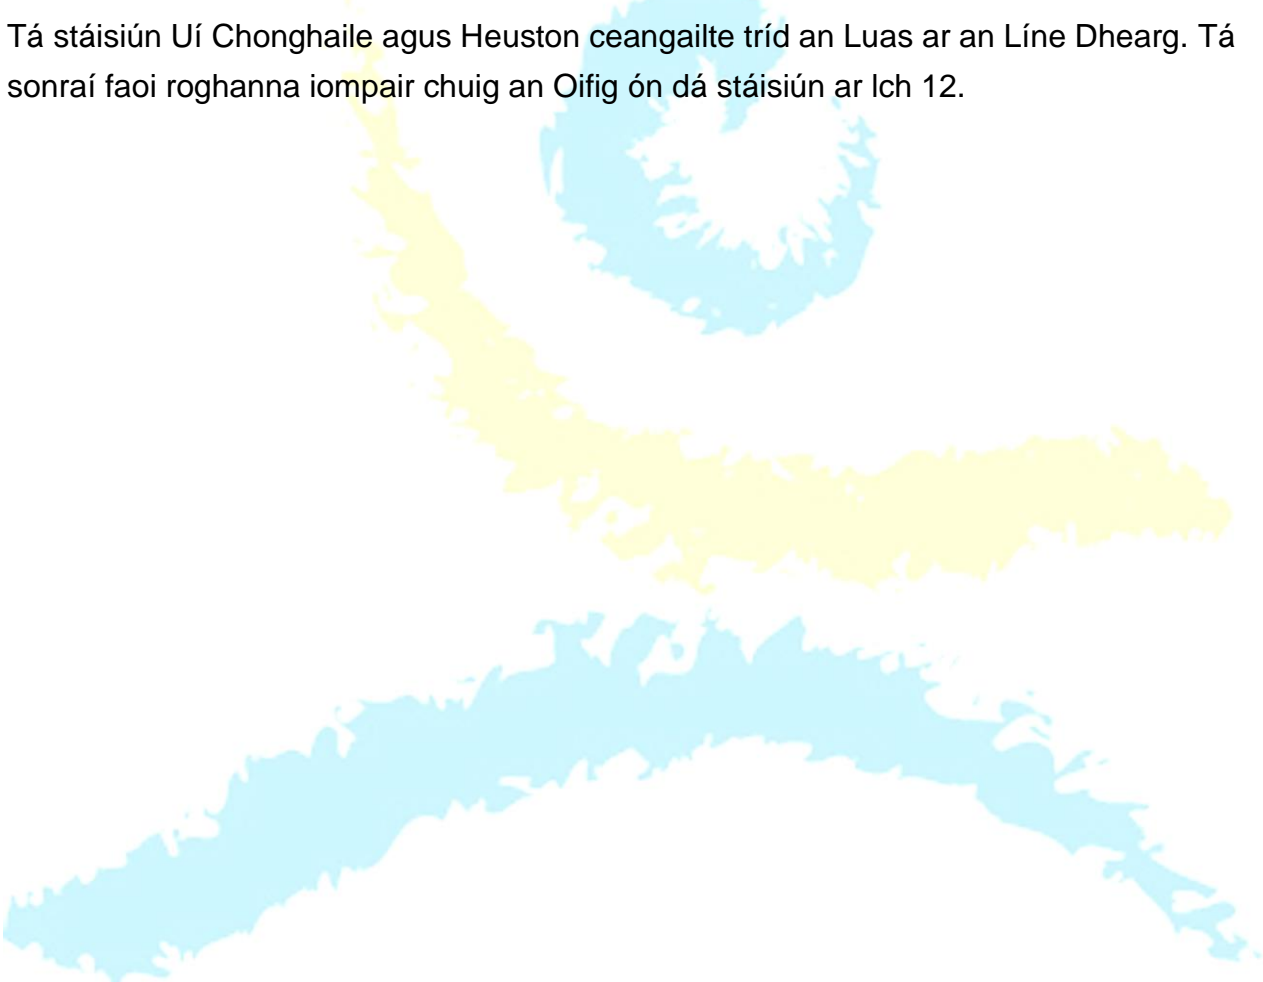 Tá stáisiún Uí Chonghaile agus Heuston ceangailte tríd an Luas ar an Líne Dhearg. Tá
sonraí faoi roghanna iompair chuig an Oifig ón dá stáisiún ar lch 12.